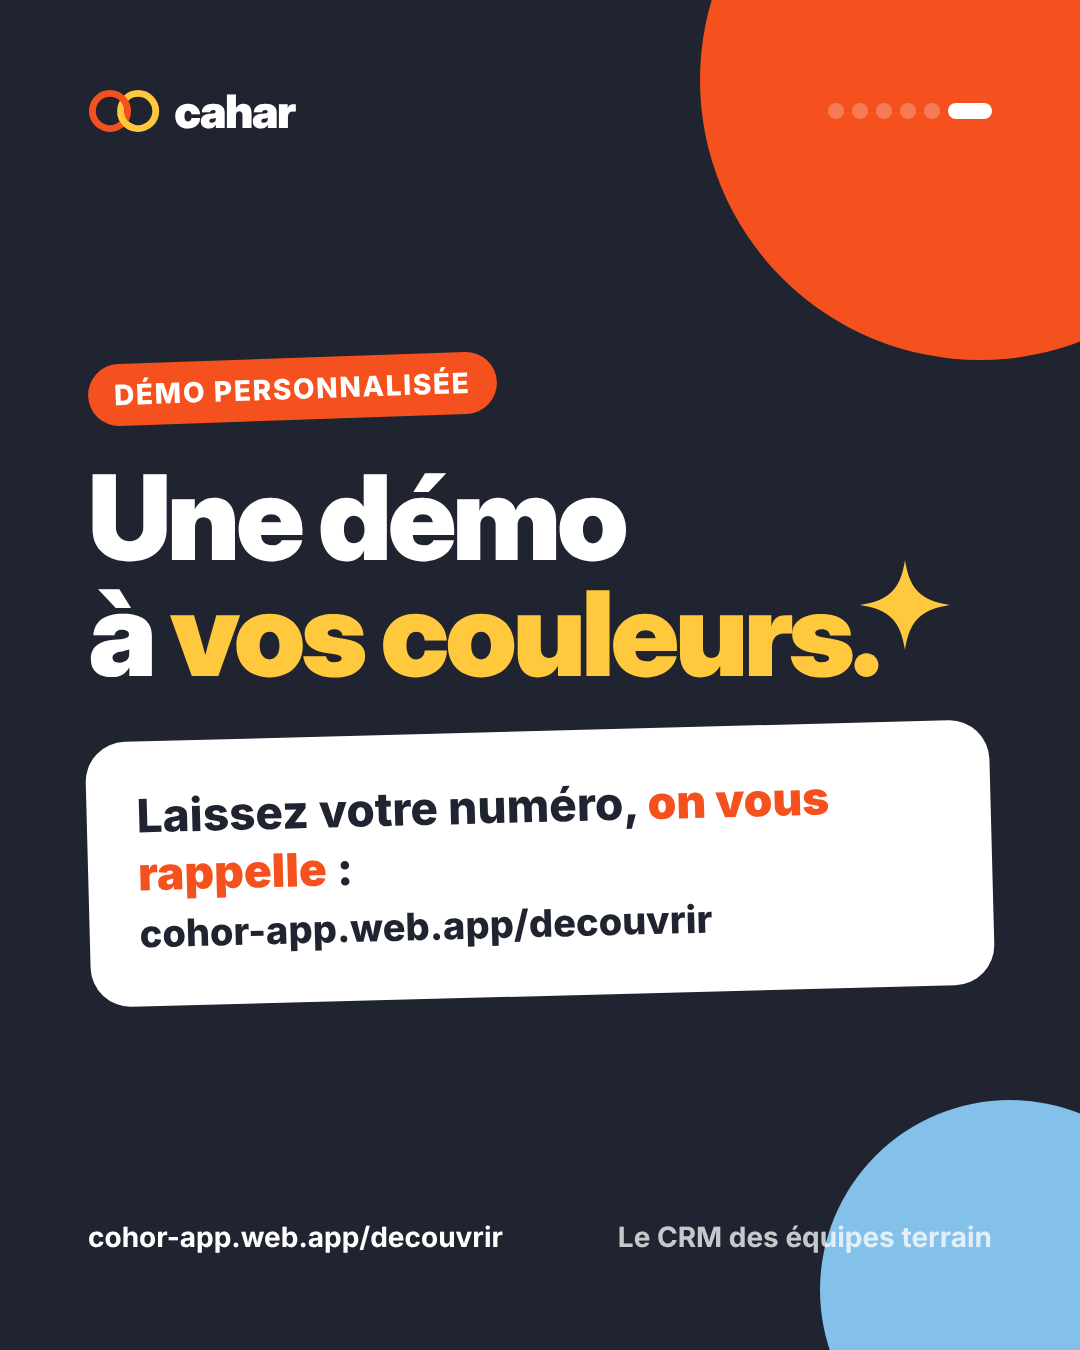 cahar
DÉMO PERSONNALISÉE
Une démo
à vos couleurs.
Laissez votre numéro, on vous
rappelle :
cohor-app.web.app/decouvrir
cohor-app.web.app/decouvrir
Le CRM des équipes terrain